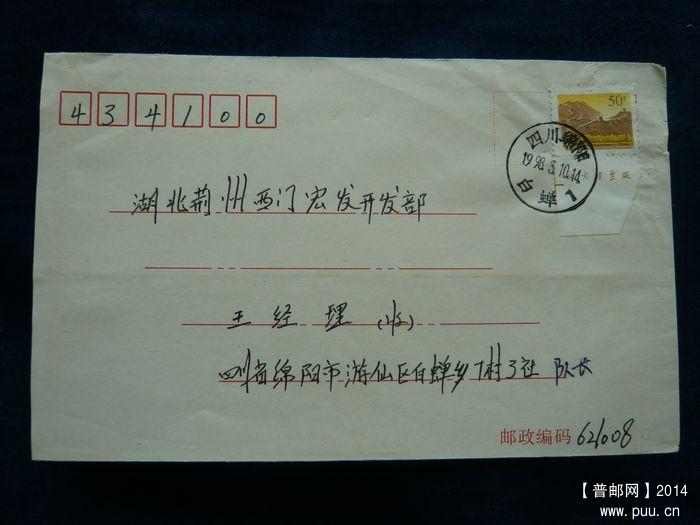 434100
50
四川绵阳
1998.3.10.14
白蝉
1
湖北荆州西门宏发开发部
王经理(收)
四川省绵阳市游仙区白蝉乡7村3社 队长
邮政编码 621008
【普邮网】2014
www.puu.cn